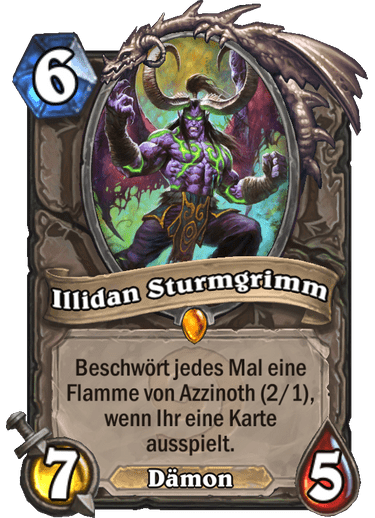 6
Illidan Sturmgrimm
Beschwört jedes Mal eine
Flamme von Azzinoth (2/1),
wenn Ihr eine Karte
ausspielt.
7
Dämon
5